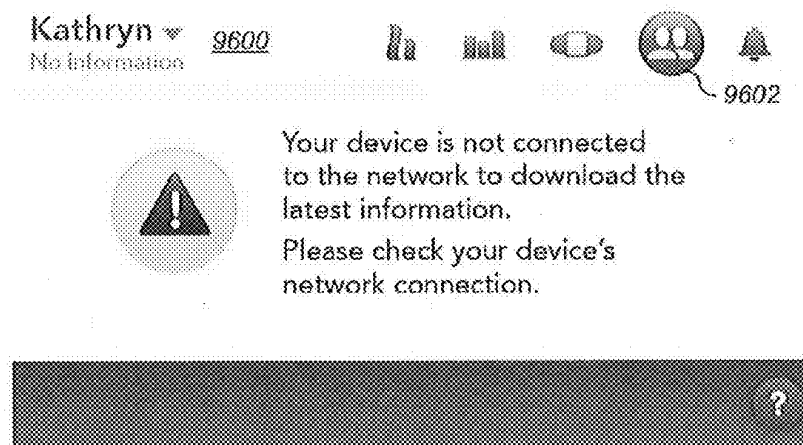 Kathryn
9600
No Information
9602
Your device is not connected
to the network to download the
latest information.
Please check your device's
network connection.
?